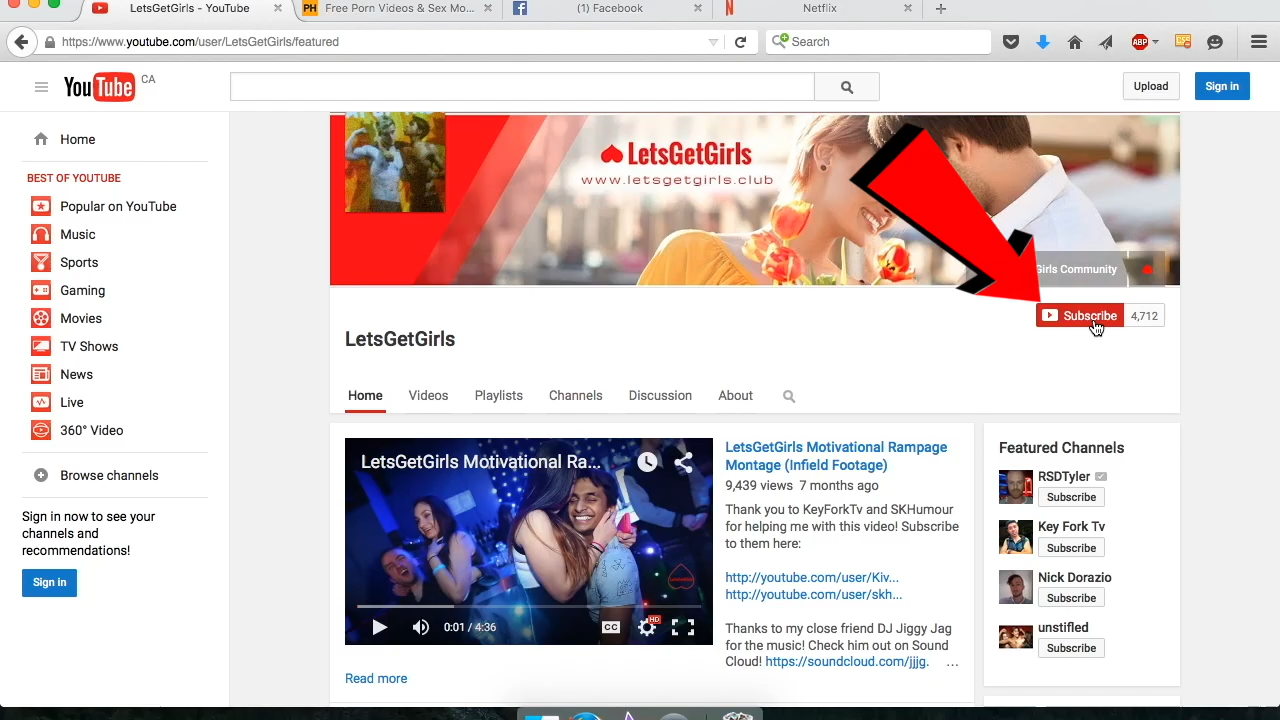 LetsGetGirls - YouTube
PH Free Porn Videos & Sex Mo...
(1) Facebook
Netflix
https://www.youtube.com/user/LetsGetGirls/featured
Search
ABP
YouTube CA
Upload
Sign in
Home
BEST OF YOUTUBE
Popular on YouTube
Music
Sports
Gaming
Movies
TV Shows
News
Live
360° Video
Browse channels
Sign in now to see your
channels and
recommendations!
Sign in
LetsGetGirls
www.letsgetgirls.club
Girls Community
Subscribe 4,712
LetsGetGirls
Home Videos Playlists Channels Discussion About
LetsGetGirls Motivational Ra...
0:01 / 4:36
CC
HD
LetsGetGirls Motivational Rampage
Montage (Infield Footage)
9,439 views 7 months ago
Thank you to KeyForkTv and SKHumour
for helping me with this video! Subscribe
to them here:
http://youtube.com/user/Kiv...
http://youtube.com/user/skh...
Thanks to my close friend DJ Jiggy Jag
for the music! Check him out on Sound
Cloud! https://soundcloud.com/jjjg. ...
Read more
Featured Channels
RSDTyler
Subscribe
Key Fork Tv
Subscribe
Nick Dorazio
Subscribe
unstifled
Subscribe